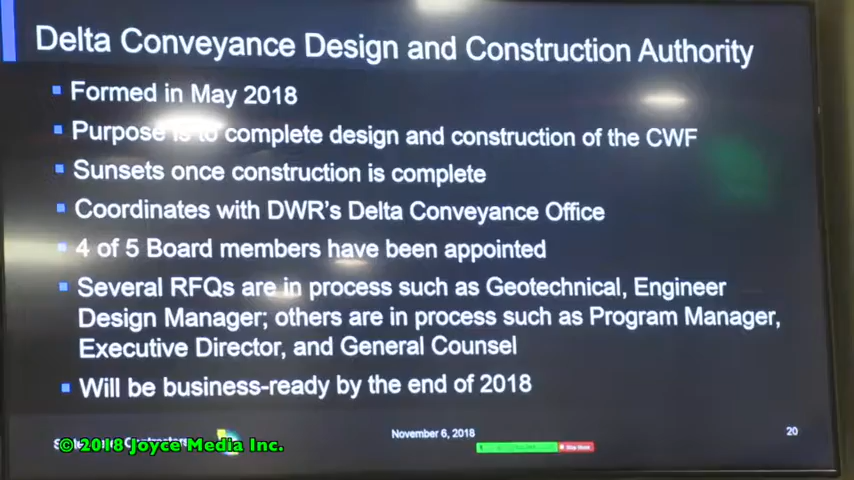 Delta Conveyance Design and Construction Authority
Formed in May 2018
Purpose is to complete design and construction of the CWF
Sunsets once construction is complete
Coordinates with DWR's Delta Conveyance Office
4 of 5 Board members have been appointed
Several RFQs are in process such as Geotechnical, Engineer
Design Manager; others are in process such as Program Manager,
Executive Director, and General Counsel
Will be business-ready by the end of 2018
November 6, 2018
20
© 2018 Joyce Media Inc.